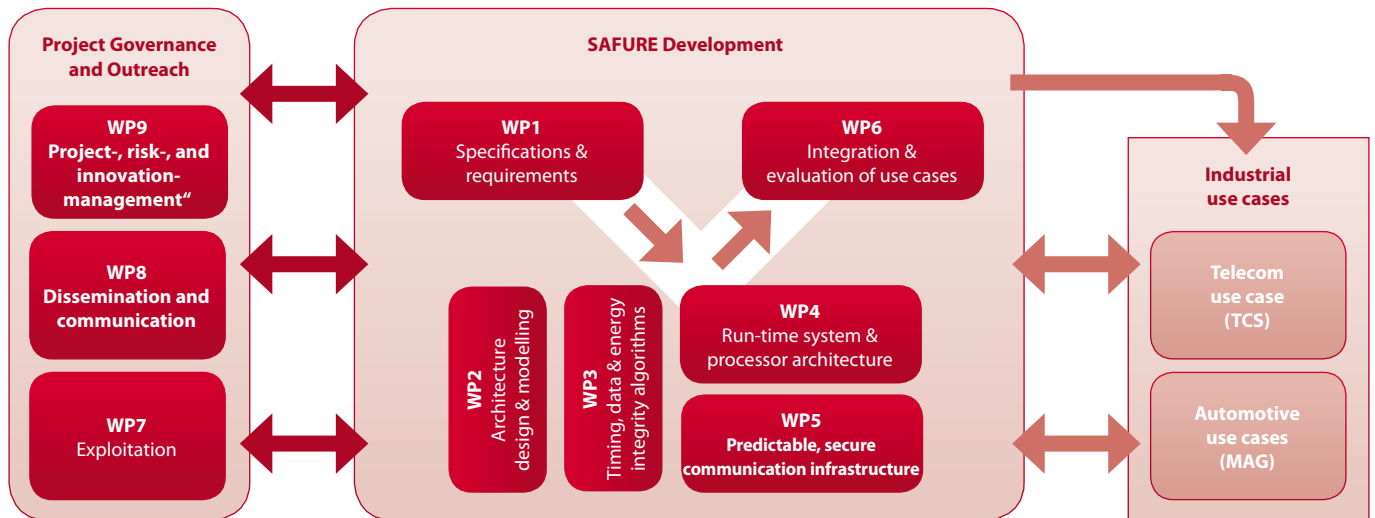 Project Governance
and Outreach
WP9
Project-, risk-, and
innovation-
management“
WP8
Dissemination and
communication
WP7
Exploitation
SAFURE Development
WP1
Specifications &
requirements
WP6
Integration &
evaluation of use cases
WP2
Architecture
design & modelling
WP3
Timing, data & energy
integrity algorithms
WP4
Run-time system &
processor architecture
WP5
Predictable, secure
communication infrastructure
Industrial
use cases
Telecom
use case
(TCS)
Automotive
use cases
(MAG)